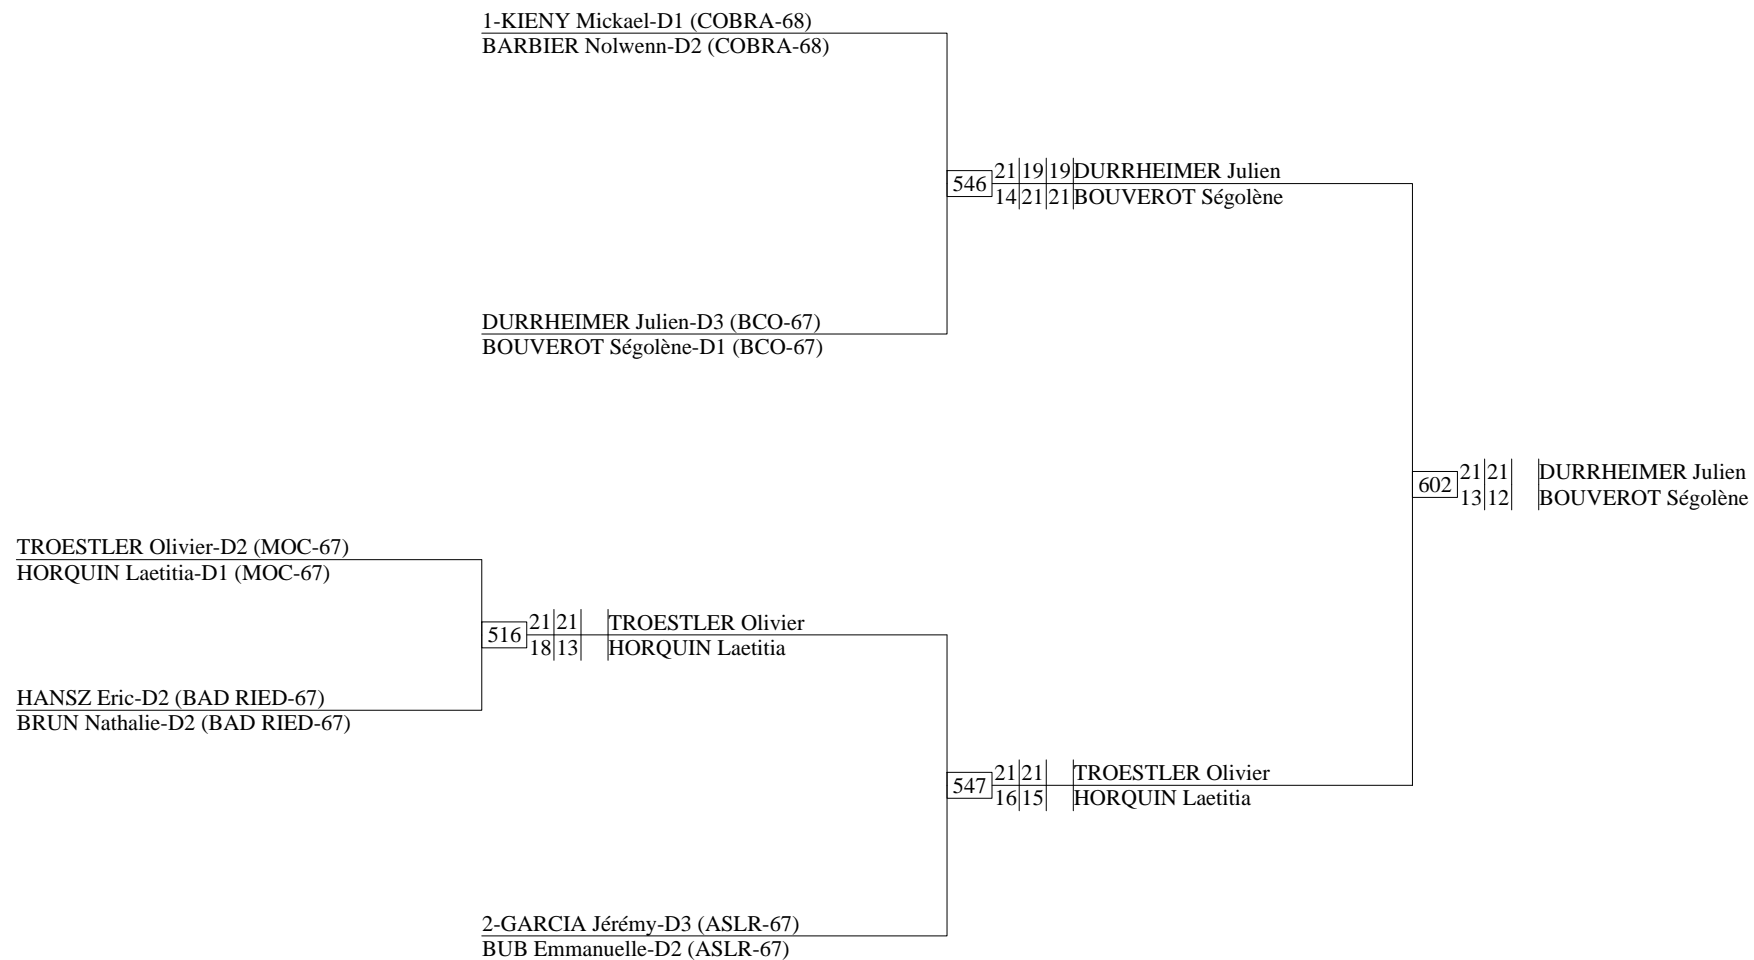 1-KIENY Mickael-D1 (COBRA-68)
BARBIER Nolwenn-D2 (COBRA-68)
546
21 19 19 DURRHEIMER Julien
14 21 21 BOUVEROT Ségolène
DURRHEIMER Julien-D3 (BCO-67)
BOUVEROT Ségolène-D1 (BCO-67)
602
21 21 DURRHEIMER Julien
13 12 BOUVEROT Ségolène
TROESTLER Olivier-D2 (MOC-67)
HORQUIN Laetitia-D1 (MOC-67)
516
21 21 TROESTLER Olivier
18 13 HORQUIN Laetitia
HANSZ Eric-D2 (BAD RIED-67)
BRUN Nathalie-D2 (BAD RIED-67)
547
21 21 TROESTLER Olivier
16 15 HORQUIN Laetitia
2-GARCIA Jérémy-D3 (ASLR-67)
BUB Emmanuelle-D2 (ASLR-67)